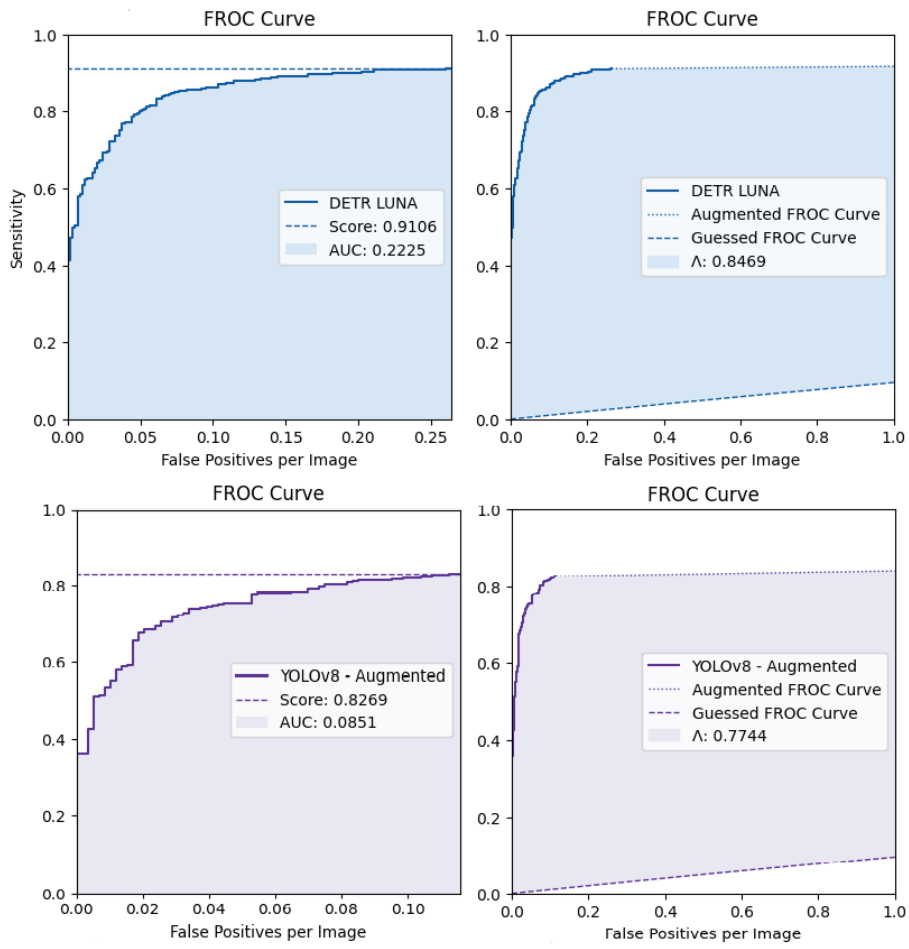 FROC Curve
1.0
0.8
0.6
0.4
0.2
0.0
Sensitivity
DETR LUNA
Score: 0.9106
AUC: 0.2225
0.00 0.05 0.10 0.15 0.20 0.25
False Positives per Image
FROC Curve
1.0
0.8
0.6
0.4
0.2
0.0
DETR LUNA
Augmented FROC Curve
Guessed FROC Curve
Λ: 0.8469
0.0 0.2 0.4 0.6 0.8 1.0
False Positives per Image
FROC Curve
1.0
0.8
0.6
0.4
0.2
0.0
YOLOv8 - Augmented
Score: 0.8269
AUC: 0.0851
0.00 0.02 0.04 0.06 0.08 0.10
False Positives per Image
FROC Curve
1.0
0.8
0.6
0.4
0.2
0.0
YOLOv8 - Augmented
Augmented FROC Curve
Guessed FROC Curve
Λ: 0.7744
0.0 0.2 0.4 0.6 0.8 1.0
False Positives per Image